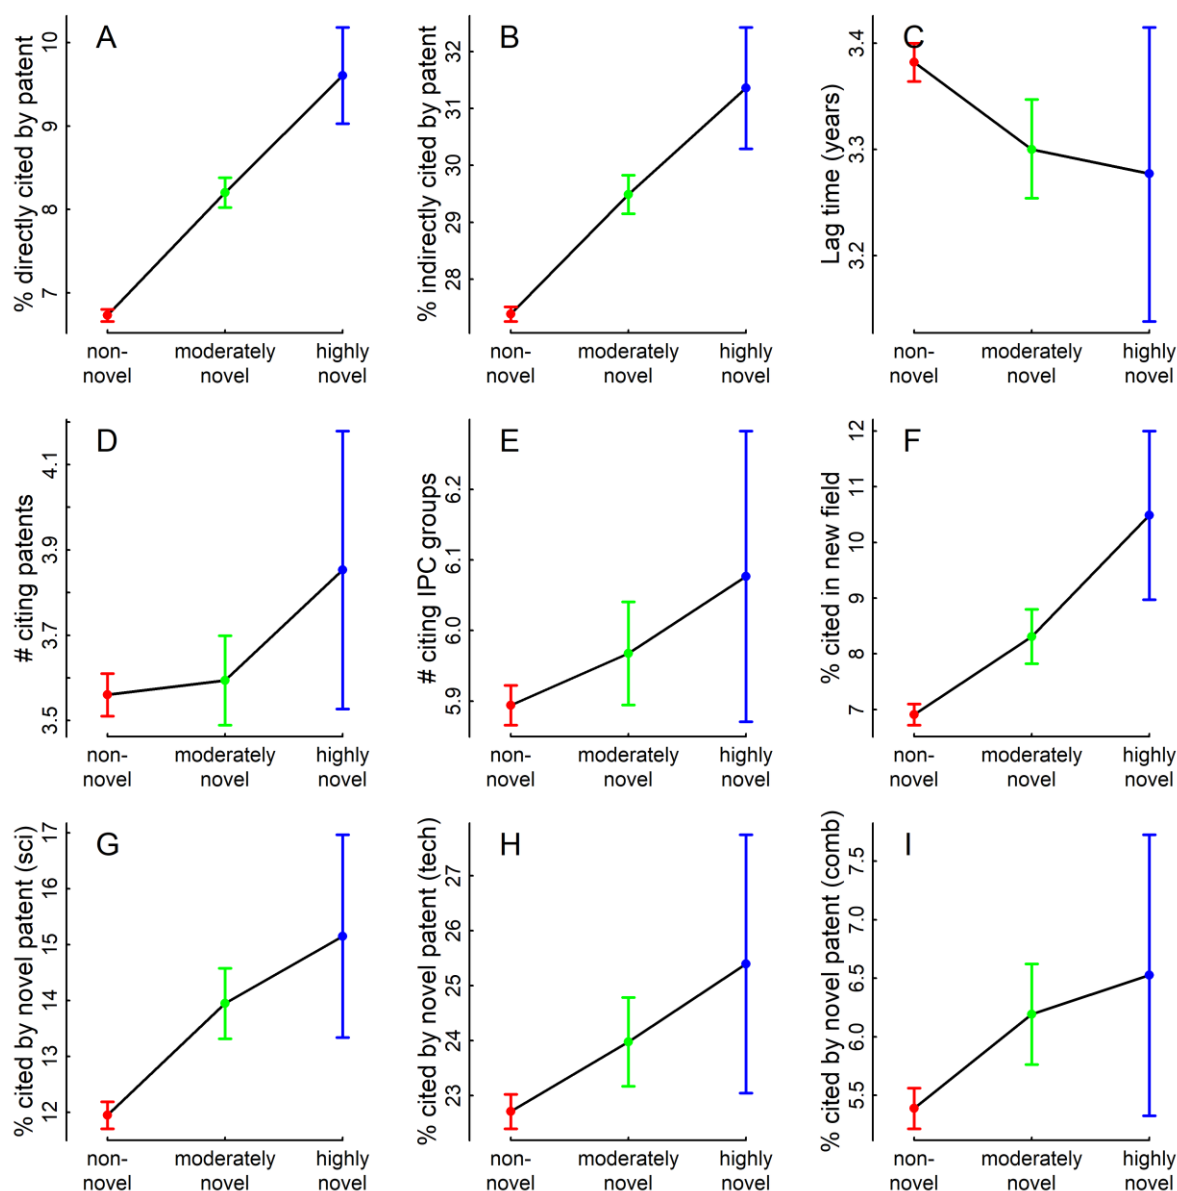 A
% directly cited by patent
10
9
8
7
non-
novel
moderately
novel
highly
novel
B
% indirectly cited by patent
32
31
30
29
28
non-
novel
moderately
novel
highly
novel
C
Lag time (years)
3.4
3.3
3.2
non-
novel
moderately
novel
highly
novel
D
# citing patents
4.1
3.9
3.7
3.5
non-
novel
moderately
novel
highly
novel
E
# citing IPC groups
6.2
6.1
6.0
5.9
non-
novel
moderately
novel
highly
novel
F
% cited in new field
12
11
10
9
8
7
non-
novel
moderately
novel
highly
novel
G
% cited by novel patent (sci)
17
16
15
14
13
12
non-
novel
moderately
novel
highly
novel
H
% cited by novel patent (tech)
27
26
25
24
23
non-
novel
moderately
novel
highly
novel
I
% cited by novel patent (comb)
7.5
7.0
6.5
6.0
5.5
non-
novel
moderately
novel
highly
novel